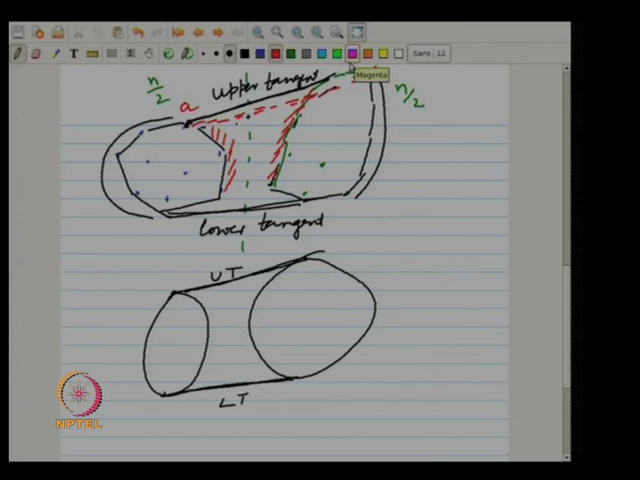 Sans 12
Magenta
n/2
upper tangent
n/2
a
lower tangent
UT
LT
NPTEL